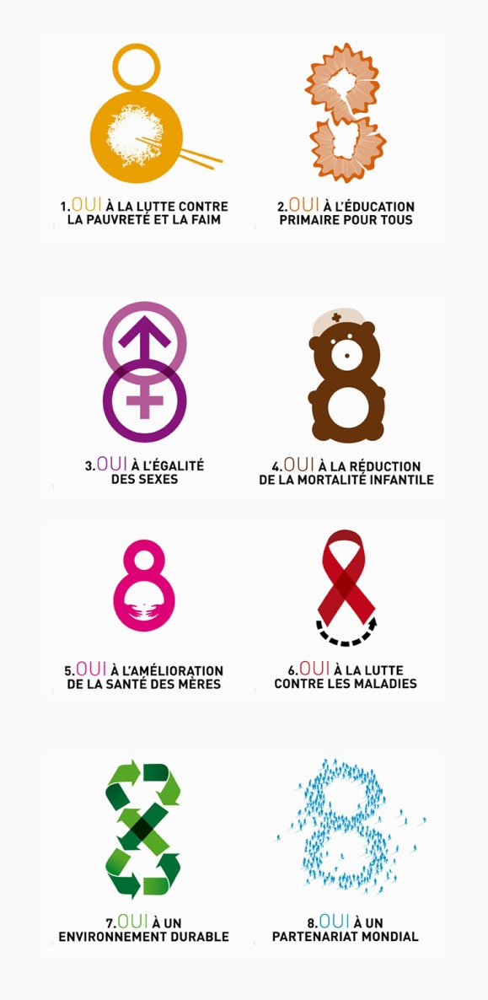 1.OUI À LA LUTTE CONTRE
LA PAUVRETÉ ET LA FAIM
2.OUI À L'ÉDUCATION
PRIMAIRE POUR TOUS
3.OUI À L'ÉGALITÉ
DES SEXES
4.OUI À LA RÉDUCTION
DE LA MORTALITÉ INFANTILE
5.OUI À L'AMÉLIORATION
DE LA SANTÉ DES MÈRES
6.OUI À LA LUTTE
CONTRE LES MALADIES
7.OUI À UN
ENVIRONNEMENT DURABLE
8.OUI À UN
PARTENARIAT MONDIAL